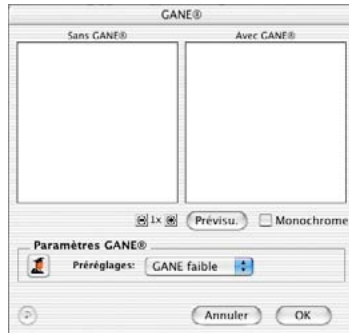 GANE®
Sans GANE® Avec GANE®
1x Prévisu. Monochrome
Paramètres GANE®
Préréglages: GANE faible
Annuler OK